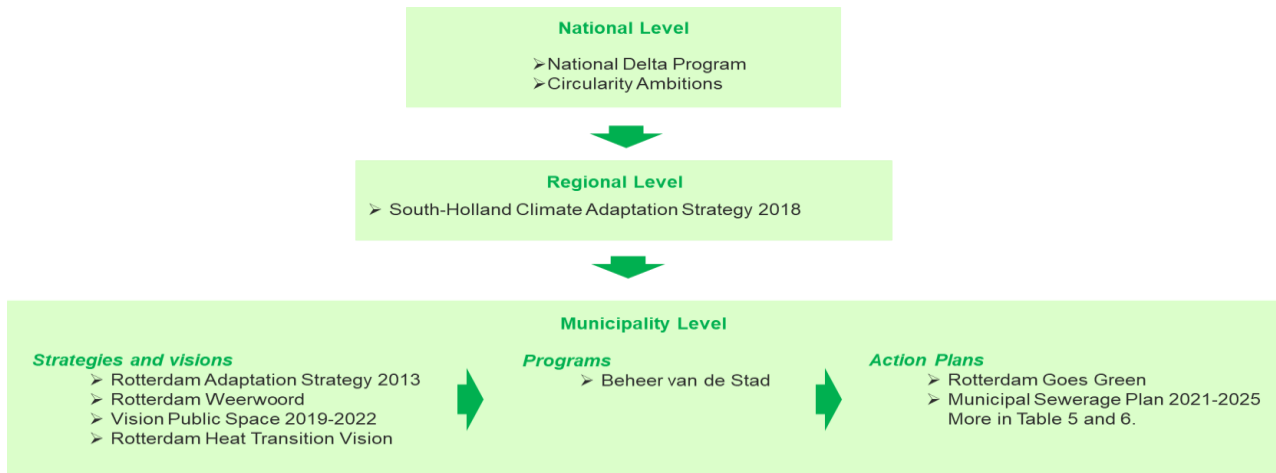 National Level
➢National Delta Program
➢Circularity Ambitions
Regional Level
➢ South-Holland Climate Adaptation Strategy 2018
Municipality Level
Strategies and visions
➢ Rotterdam Adaptation Strategy 2013
➢ Rotterdam Weerwoord
➢ Vision Public Space 2019-2022
➢ Rotterdam Heat Transition Vision
Programs
➢ Beheer van de Stad
Action Plans
➢ Rotterdam Goes Green
➢ Municipal Sewerage Plan 2021-2025
More in Table 5 and 6.